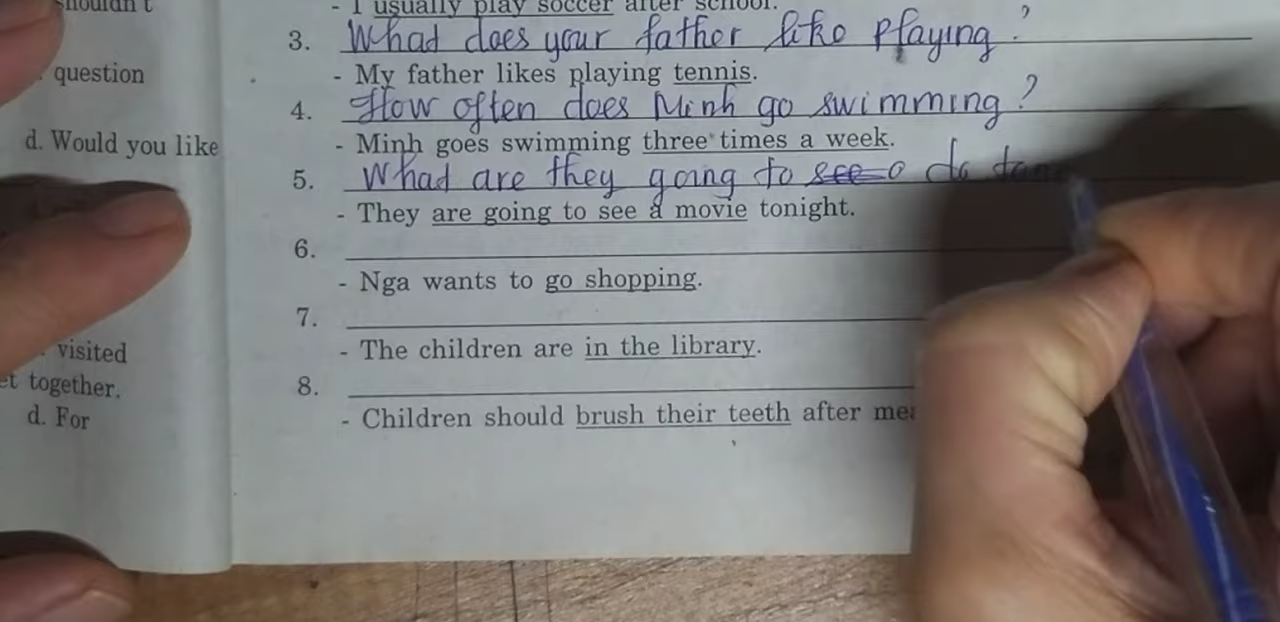 - I usually play soccer after school.
3. What does your father like playing ?
question
- My father likes playing tennis.
4. How often does Minh go swimming ?
d. Would you like
- Minh goes swimming three times a week.
5. What are they going to see o do
- They are going to see a movie tonight.
6.
- Nga wants to go shopping.
7.
visited
- The children are in the library.
et together.
8.
d. For
- Children should brush their teeth after